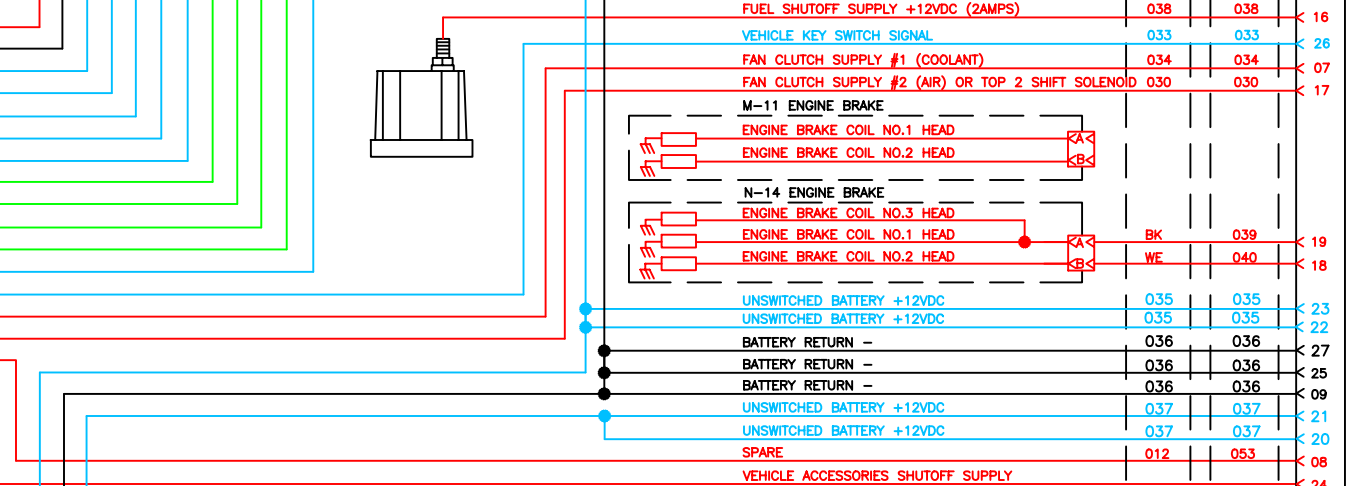 FUEL SHUTOFF SUPPLY +12VDC (2AMPS) 038 038 16
VEHICLE KEY SWITCH SIGNAL 033 033 26
FAN CLUTCH SUPPLY #1 (COOLANT) 034 034 07
FAN CLUTCH SUPPLY #2 (AIR) OR TOP 2 SHIFT SOLENOID 030 030 17
M-11 ENGINE BRAKE
ENGINE BRAKE COIL NO.1 HEAD A
ENGINE BRAKE COIL NO.2 HEAD B
N-14 ENGINE BRAKE
ENGINE BRAKE COIL NO.3 HEAD
ENGINE BRAKE COIL NO.1 HEAD A BK 039 19
ENGINE BRAKE COIL NO.2 HEAD B WE 040 18
UNSWITCHED BATTERY +12VDC 035 035 23
UNSWITCHED BATTERY +12VDC 035 035 22
BATTERY RETURN - 036 036 27
BATTERY RETURN - 036 036 25
BATTERY RETURN - 036 036 09
UNSWITCHED BATTERY +12VDC 037 037 21
UNSWITCHED BATTERY +12VDC 037 037 20
SPARE 012 053 08
VEHICLE ACCESSORIES SHUTOFF SUPPLY 24